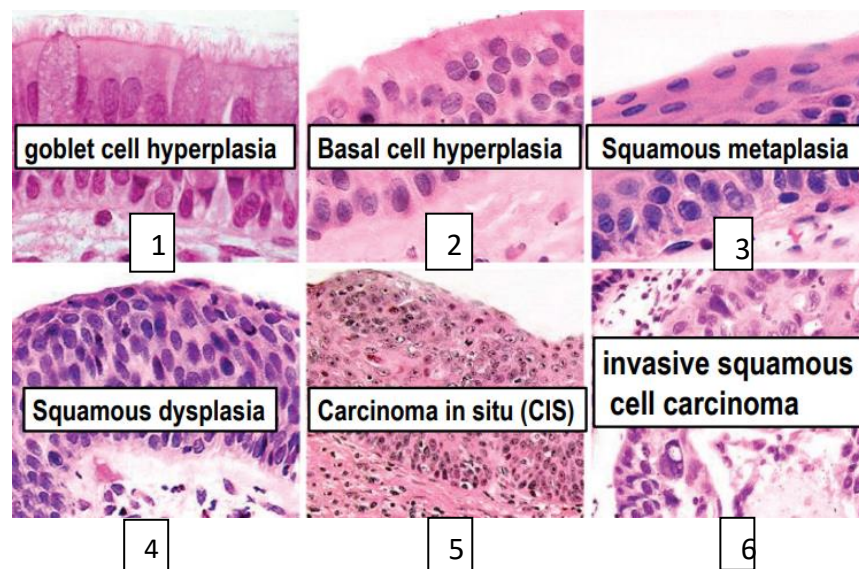 goblet cell hyperplasia
Basal cell hyperplasia
Squamous metaplasia
1
2
3
Squamous dysplasia
Carcinoma in situ (CIS)
invasive squamous
cell carcinoma
4
5
6